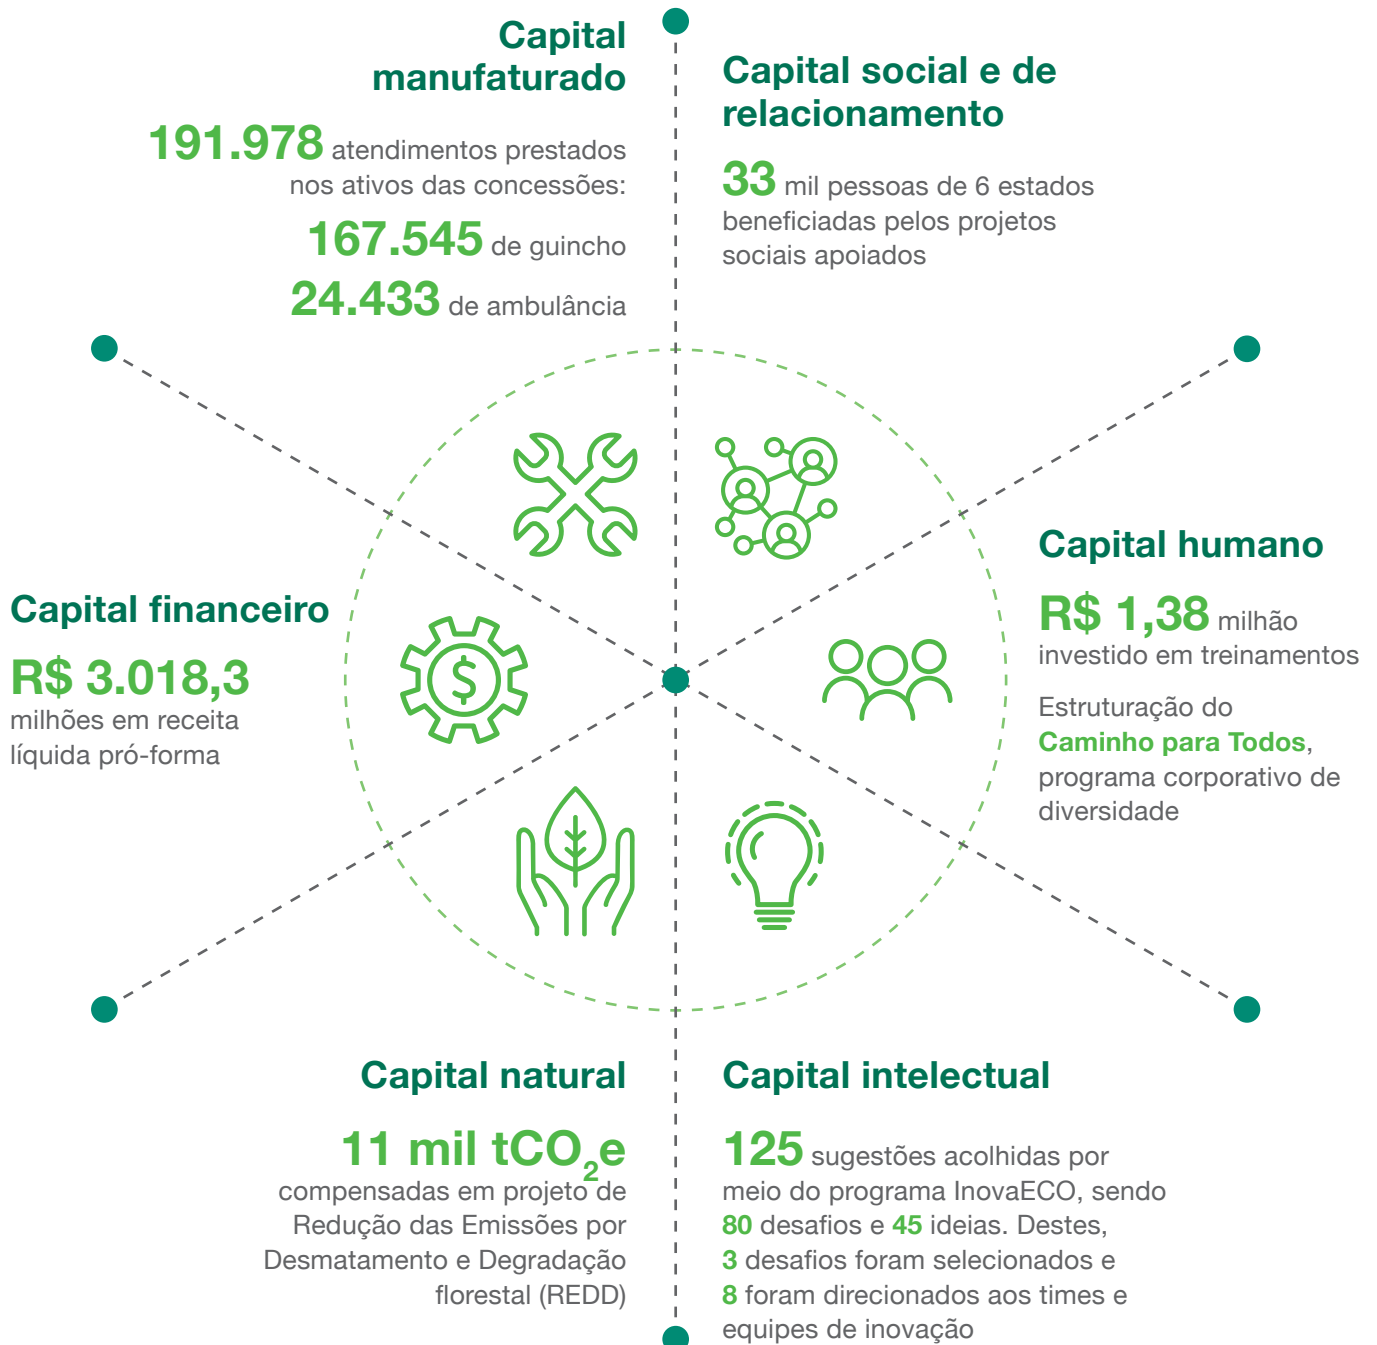 Capital
manufaturado
191.978 atendimentos prestados
nos ativos das concessões:
167.545 de guincho
24.433 de ambulância
Capital social e de
relacionamento
33 mil pessoas de 6 estados
beneficiadas pelos projetos
sociais apoiados
Capital humano
R$ 1,38 milhão
investido em treinamentos
Estruturação do
Caminho para Todos,
programa corporativo de
diversidade
Capital financeiro
R$ 3.018,3
milhões em receita
líquida pró-forma
$
Capital natural
11 mil tCO₂e
compensadas em projeto de
Redução das Emissões por
Desmatamento e Degradação
florestal (REDD)
Capital intelectual
125 sugestões acolhidas por
meio do programa InovaECO, sendo
80 desafios e 45 ideias. Destes,
3 desafios foram selecionados e
8 foram direcionados aos times e
equipes de inovação